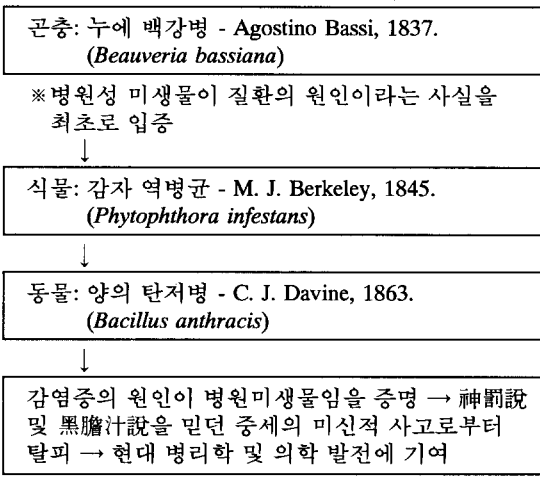 곤충: 누에 백강병 - Agostino Bassi, 1837.
(Beauveria bassiana)
※병원성 미생물이 질환의 원인이라는 사실을
최초로 입증
↓
식물: 감자 역병균 - M. J. Berkeley, 1845.
(Phytophthora infestans)
↓
동물: 양의 탄저병 - C. J. Davine, 1863.
(Bacillus anthracis)
↓
감염증의 원인이 병원미생물임을 증명 → 神罰說
및 黑膽汁說을 믿던 중세의 미신적 사고로부터
탈피 → 현대 병리학 및 의학 발전에 기여